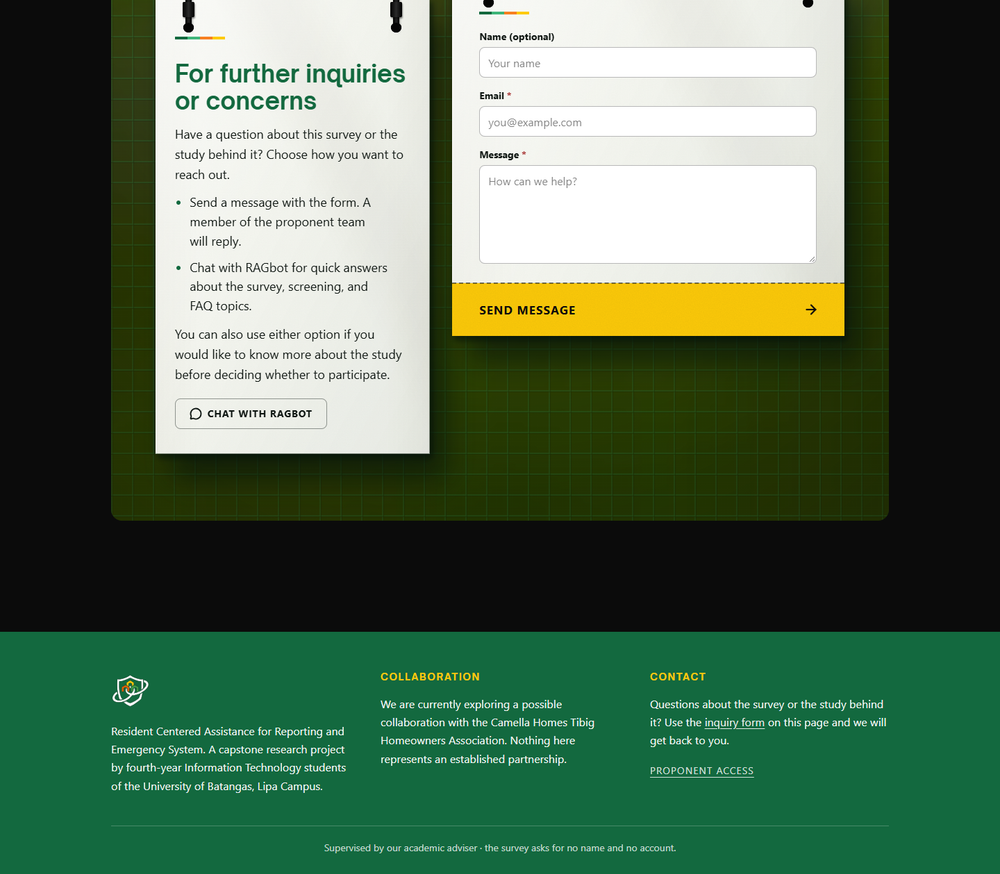 For further inquiries
or concerns
Have a question about this survey or the
study behind it? Choose how you want to
reach out.
• Send a message with the form. A
member of the proponent team
will reply.
• Chat with RAGbot for quick answers
about the survey, screening, and
FAQ topics.
You can also use either option if you
would like to know more about the study
before deciding whether to participate.
CHAT WITH RAGBOT
Name (optional)
Your name
Email *
you@example.com
Message *
How can we help?
SEND MESSAGE
Resident Centered Assistance for Reporting and
Emergency System. A capstone research project
by fourth-year Information Technology students
of the University of Batangas, Lipa Campus.
COLLABORATION
We are currently exploring a possible
collaboration with the Camella Homes Tibig
Homeowners Association. Nothing here
represents an established partnership.
CONTACT
Questions about the survey or the study behind
it? Use the inquiry form on this page and we will
get back to you.
PROPONENT ACCESS
Supervised by our academic adviser · the survey asks for no name and no account.